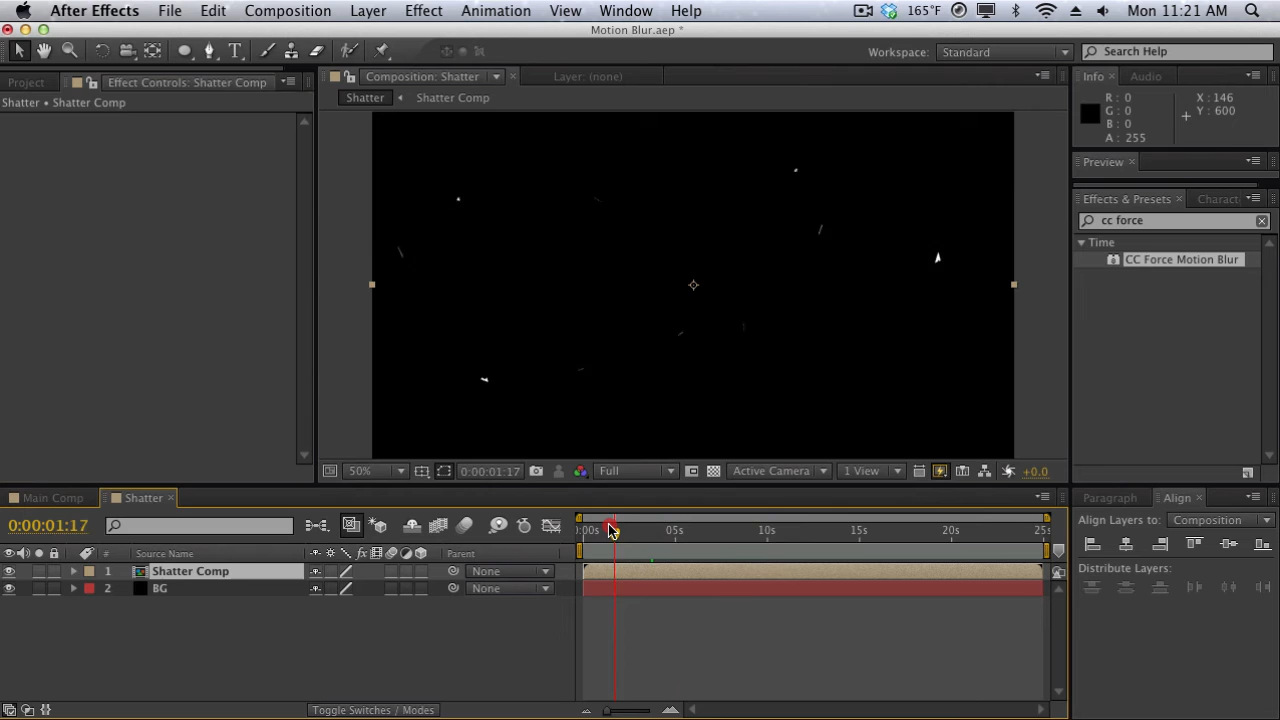 After Effects File Edit Composition Layer Effect Animation View Window Help 165°F Mon 11:21 AM
Motion Blur.aep *
Workspace: Standard Search Help
Project Effect Controls: Shatter Comp Composition: Shatter Layer: (none) Info Audio
Shatter • Shatter Comp Shatter Shatter Comp
R: 0 X: 146
G: 0 Y: 600
B: 0
A: 255
Preview
Effects & Presets Charact
cc force
Time
CC Force Motion Blur
50% 0:00:01:17 Full Active Camera 1 View +0.0
Main Comp Shatter Paragraph Align
0:00:01:17 :00s 05s 10s 15s 20s 25s
Align Layers to: Composition
# Source Name Parent
1 Shatter Comp None
Distribute Layers:
2 BG None
Toggle Switches / Modes